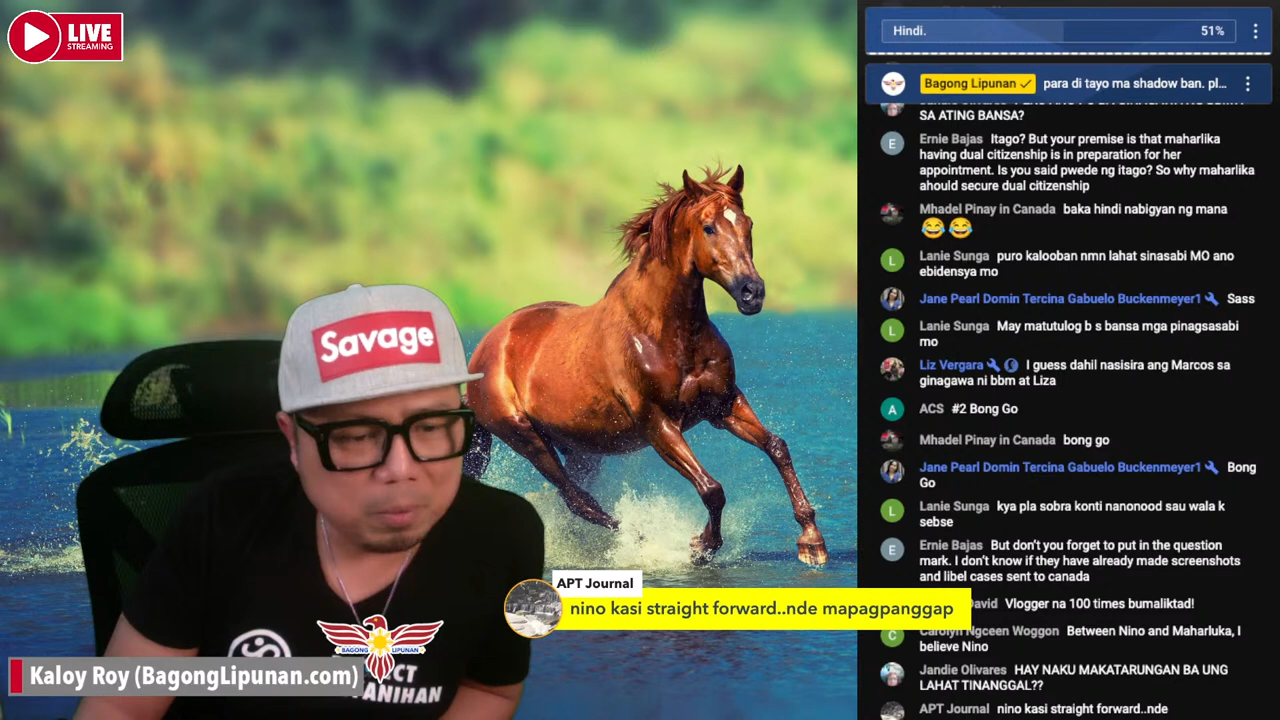 LIVE
STREAMING
Savage
APT Journal
nino kasi straight forward..nde mapagpanggap
BAGONG LIPUNAN
Kaloy Roy (BagongLipunan.com)
CT
ANIHAN
Hindi. 51%
Bagong Lipunan para di tayo ma shadow ban. pl...
SA ATING BANSA?
Ernie Bajas Itago? But your premise is that maharlika
having dual citizenship is in preparation for her
appointment. Is you said pwede ng itago? So why maharlika
ahould secure dual citizenship
Mhadel Pinay in Canada baka hindi nabigyan ng mana
😂😂
Lanie Sunga puro kalooban nmn lahat sinasabi MO ano
ebidensya mo
Jane Pearl Domin Tercina Gabuelo Buckenmeyer1 Sass
Lanie Sunga May matutulog b s bansa mga pinagsasabi
mo
Liz Vergara I guess dahil nasisira ang Marcos sa
ginagawa ni bbm at Liza
ACS #2 Bong Go
Mhadel Pinay in Canada bong go
Jane Pearl Domin Tercina Gabuelo Buckenmeyer1 Bong
Go
Lanie Sunga kya pla sobra konti nanonood sau wala k
sebse
Ernie Bajas But don't you forget to put in the question
mark. I don't know if they have already made screenshots
and libel cases sent to canada
David Vlogger na 100 times bumaliktad!
Carolyn Ngceen Woggon Between Nino and Maharluka, I
believe Nino
Jandie Olivares HAY NAKU MAKATARUNGAN BA UNG
LAHAT TINANGGAL??
APT Journal nino kasi straight forward..nde